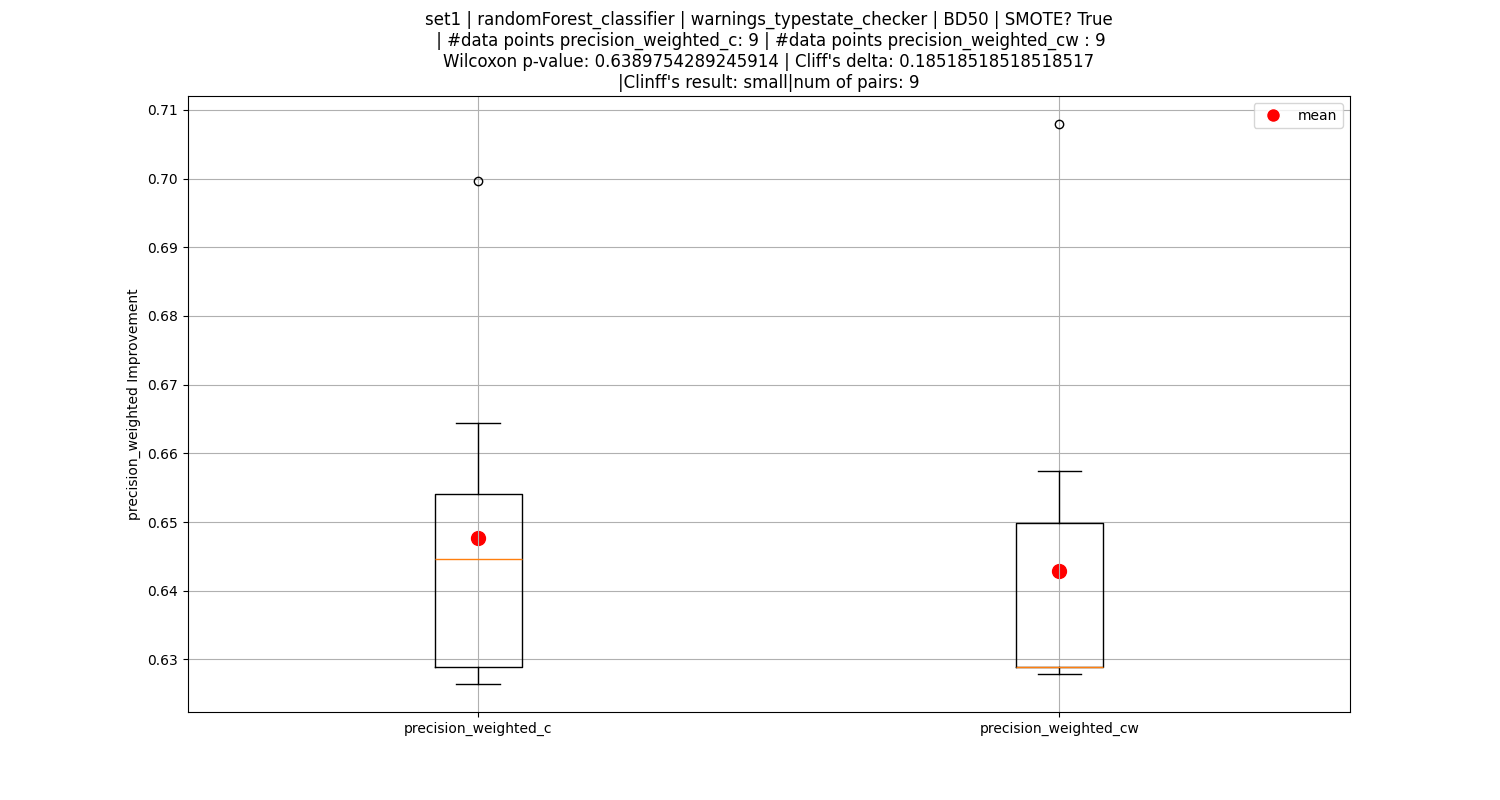 set1 | randomForest_classifier | warnings_typestate_checker | BD50 | SMOTE? True
| #data points precision_weighted_c: 9 | #data points precision_weighted_cw : 9
Wilcoxon p-value: 0.6389754289245914 | Cliff's delta: 0.18518518518518517
|Clinff's result: small|num of pairs: 9
mean
0.71
0.70
0.69
0.68
0.67
0.66
0.65
0.64
0.63
precision_weighted Improvement
precision_weighted_c
precision_weighted_cw